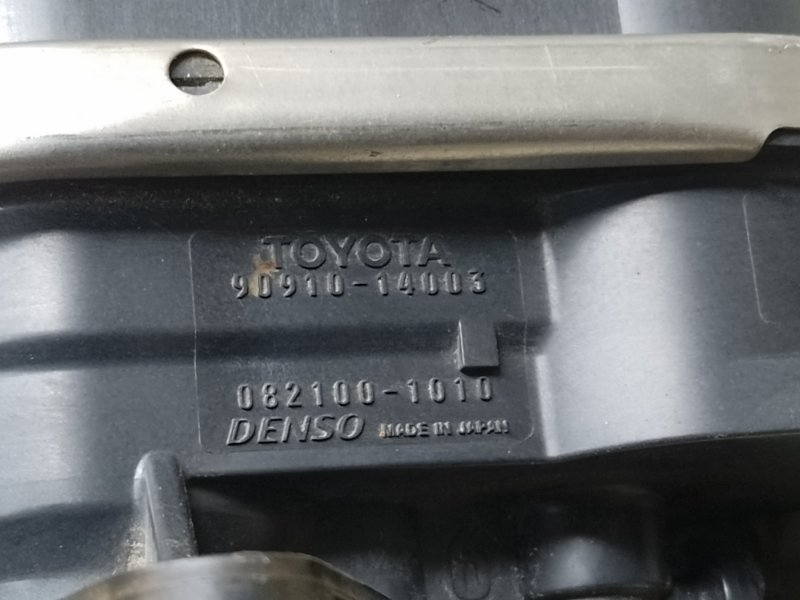 TOYOTA
90910-14003
082100-1010
DENSO MADE IN JAPAN